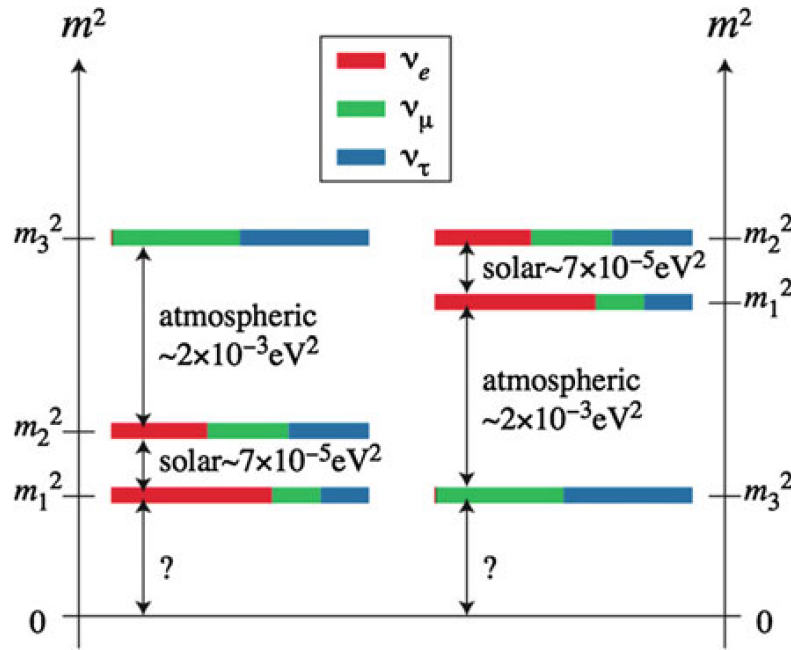 m²
m²
νe
νμ
ντ
m₃²
m₂²
solar~7×10⁻⁵eV²
m₁²
atmospheric
~2×10⁻³eV²
atmospheric
~2×10⁻³eV²
m₂²
solar~7×10⁻⁵eV²
m₁²
m₃²
?
?
0
0